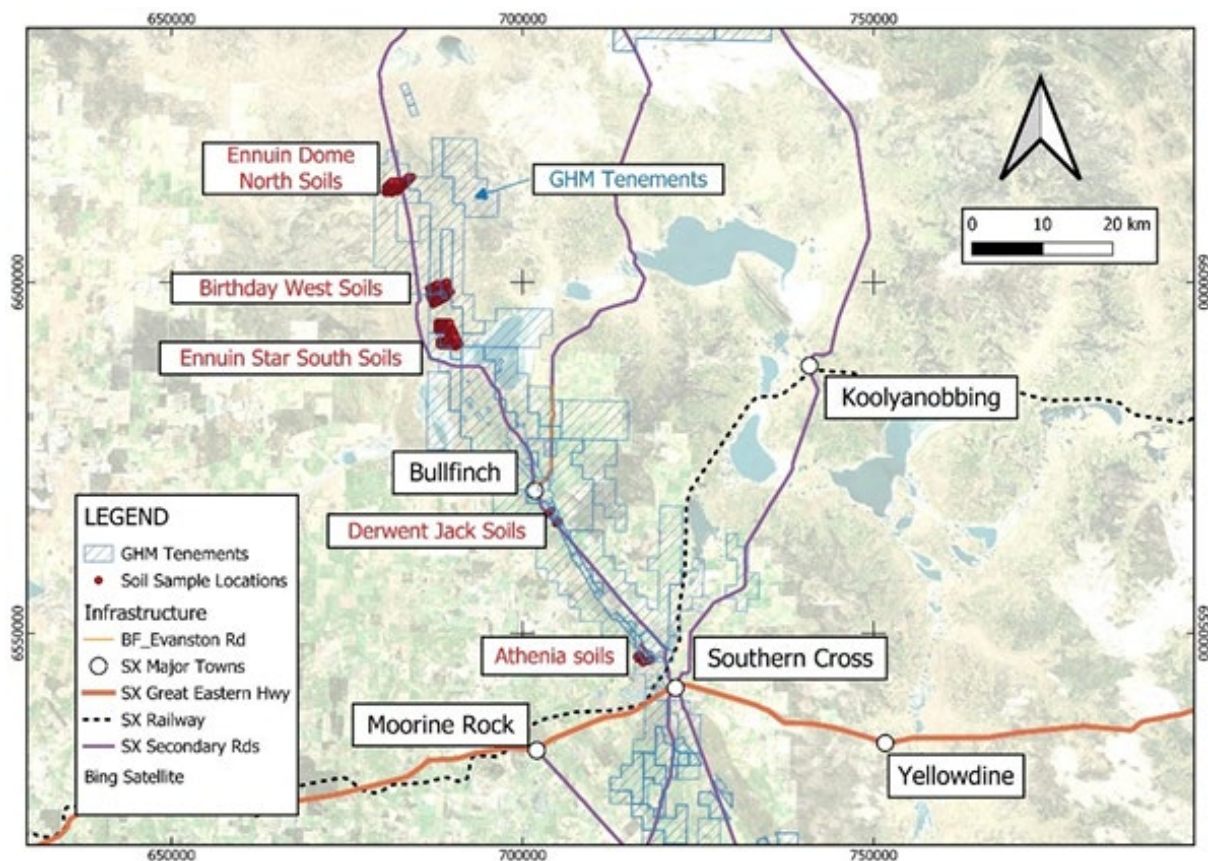 650000 700000 750000
Ennuin Dome
North Soils
GHM Tenements
0 10 20 km
Birthday West Soils
6600000 6600000
Ennuin Star South Soils
Koolyanobbing
Bullfinch
Derwent Jack Soils
LEGEND
GHM Tenements
Soil Sample Locations
Infrastructure
BF_Evanston Rd
SX Major Towns
SX Great Eastern Hwy
SX Railway
SX Secondary Rds
Bing Satellite
6550000 6550000
Athenia soils
Southern Cross
Moorine Rock
Yellowdine
650000 700000 750000